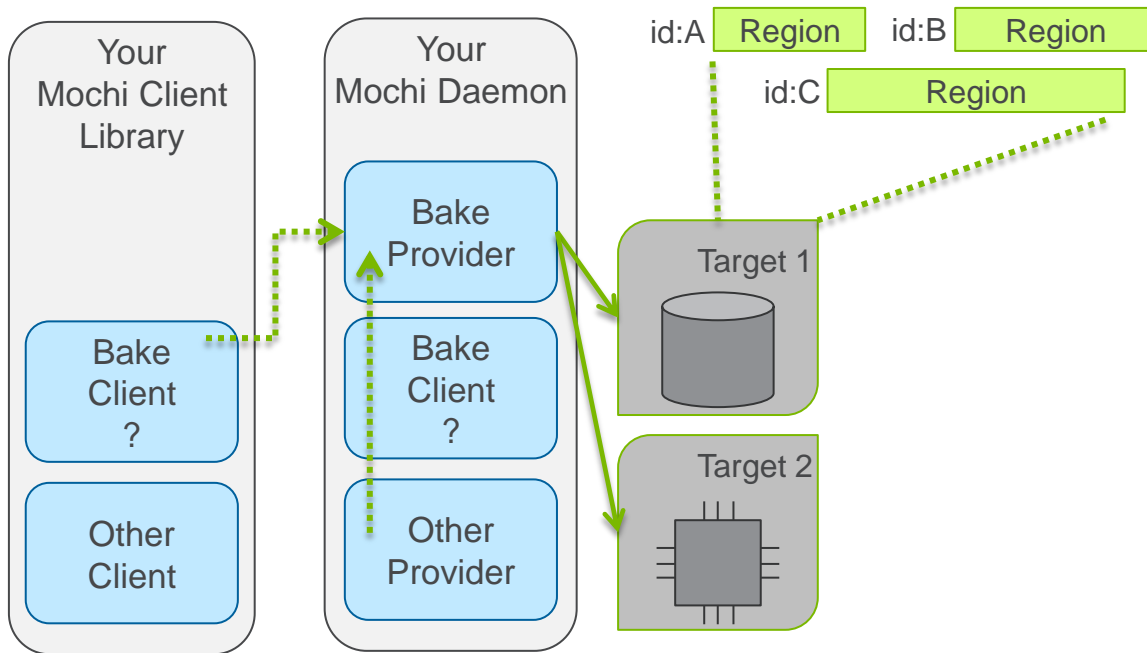 Your
Mochi Client
Library
Bake
Client
?
Other
Client
Your
Mochi Daemon
Bake
Provider
Bake
Client
?
Other
Provider
id:A Region id:B Region
id:C Region
Target 1
Target 2